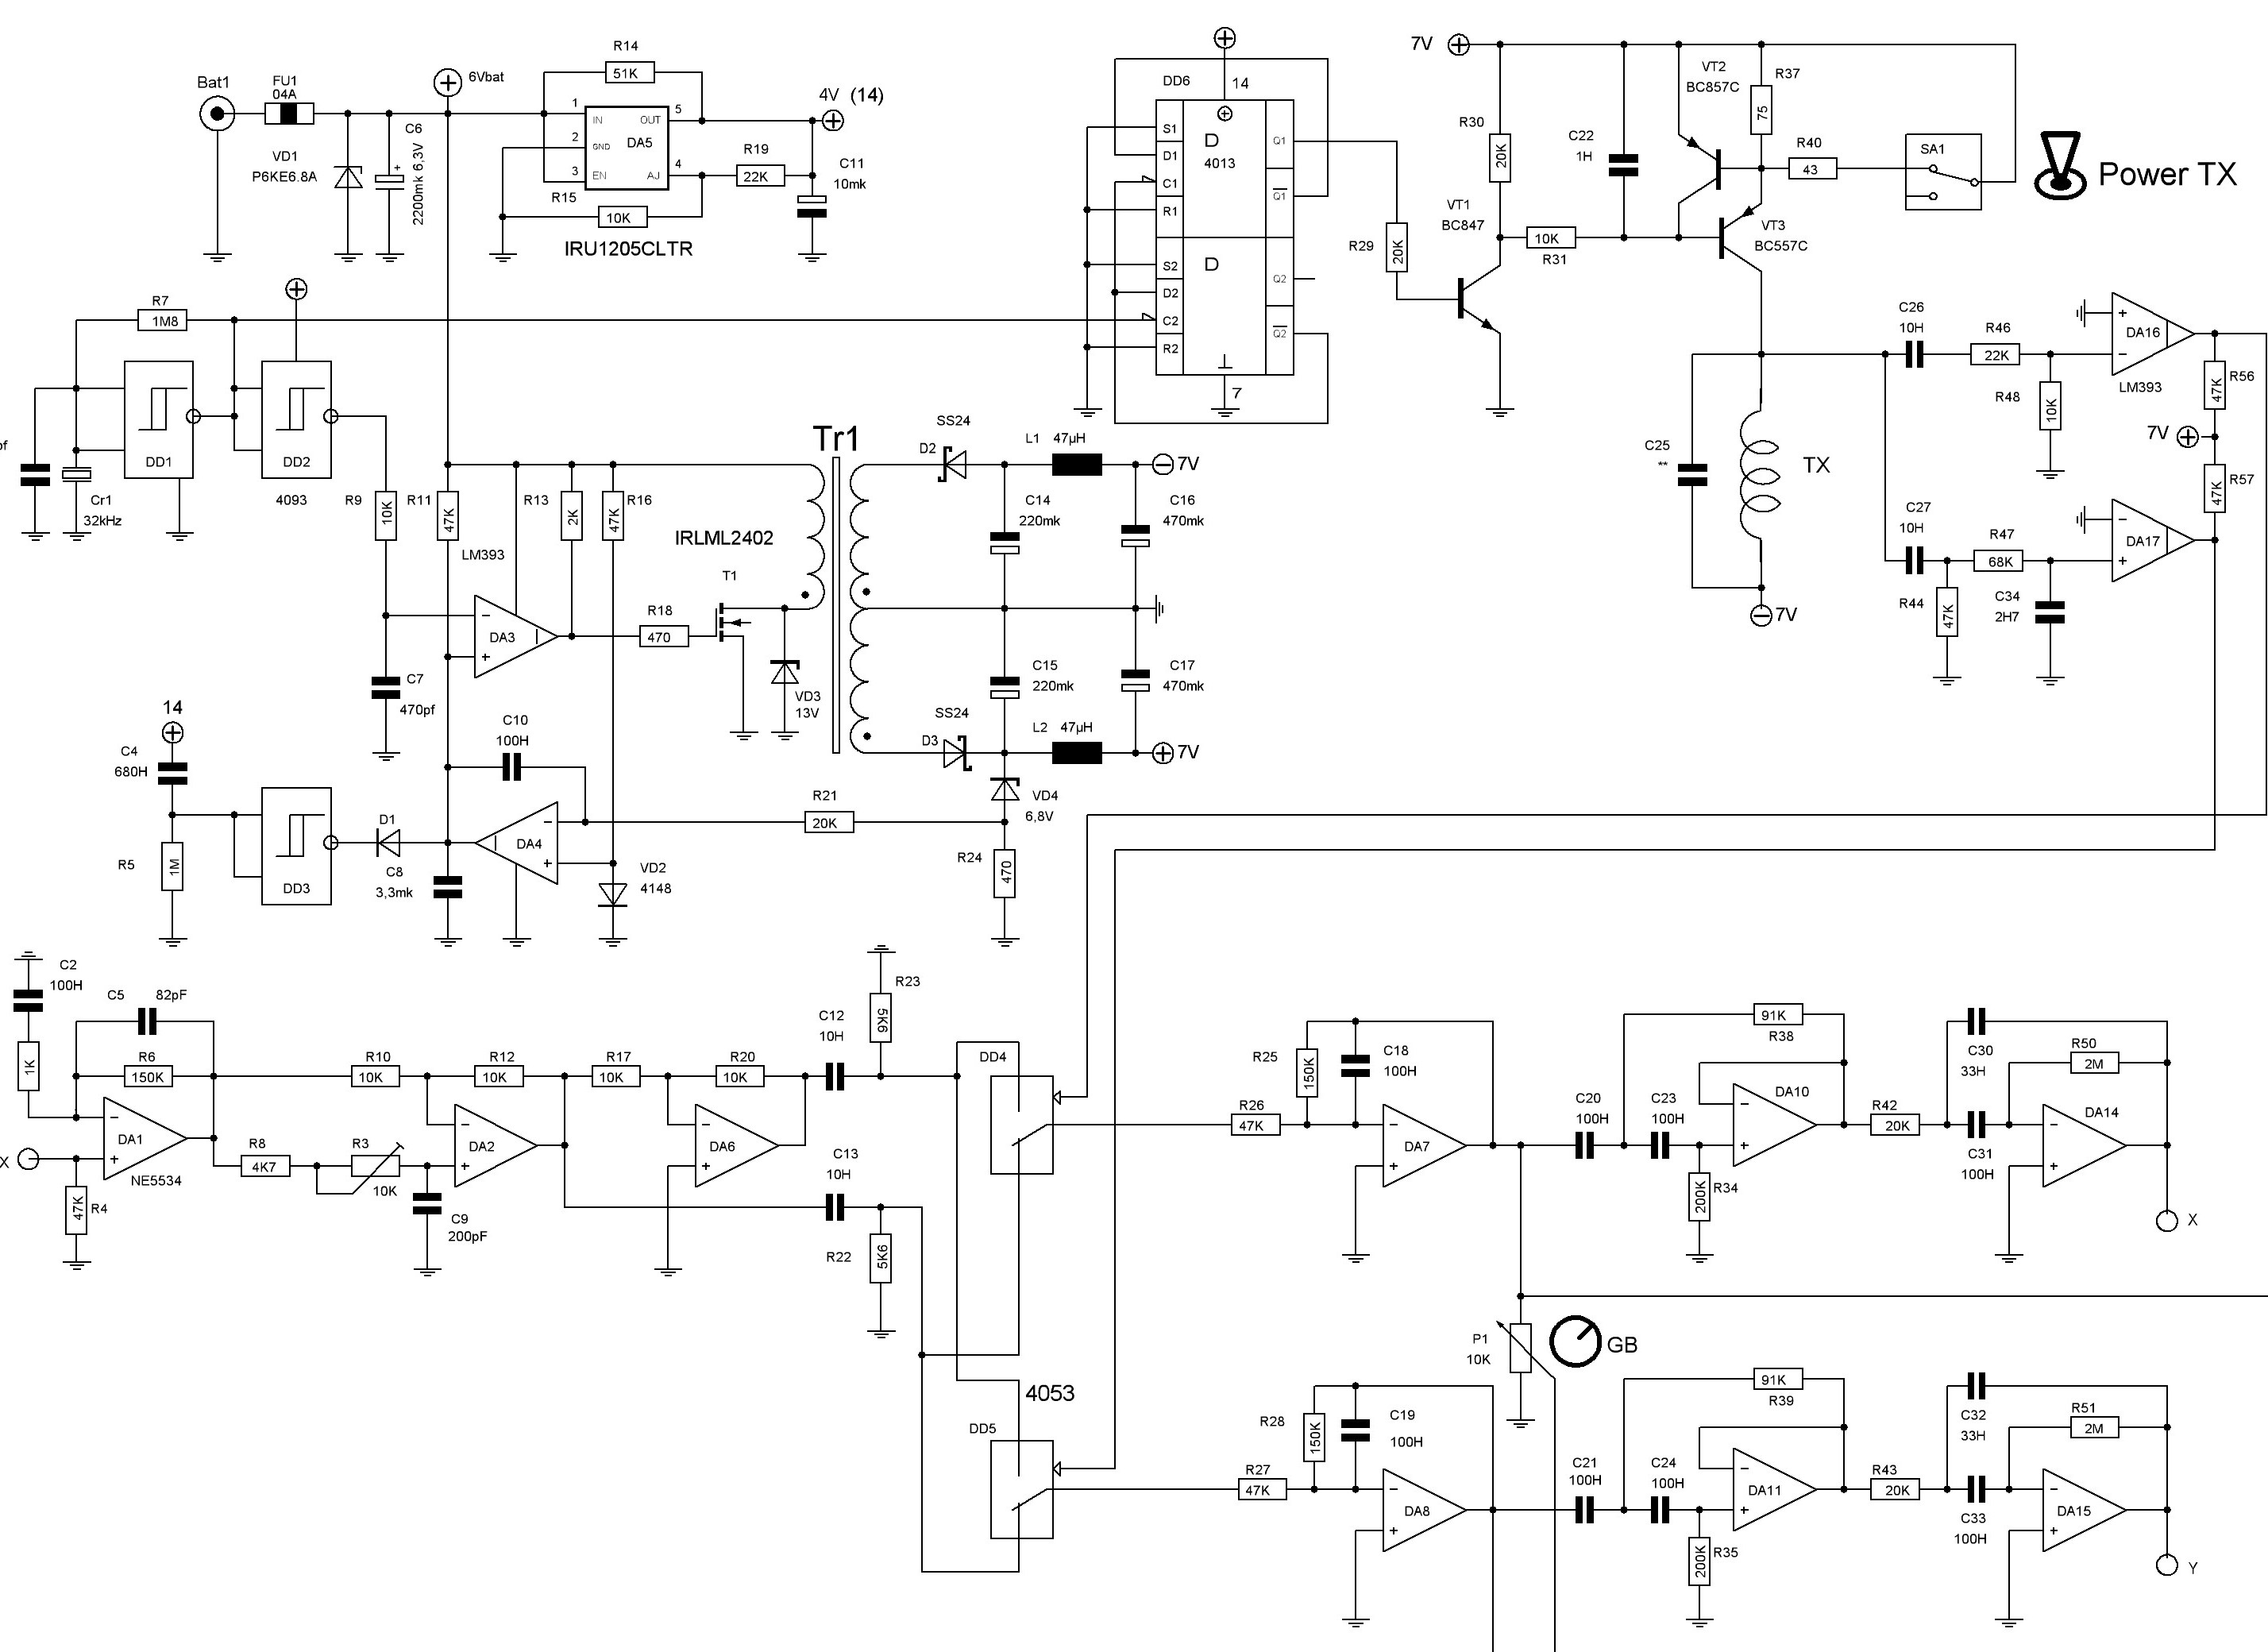 Bat1
FU1
04A
VD1
P6KE6.8A
C6
2200mk 6,3V
+
6Vbat
R14
51K
1
IN
OUT
5
2
GND
DA5
3
EN
AJ
4
R15
10K
IRU1205CLTR
R19
22K
4V (14)
C11
10mk
DD6
14
S1
D
Q1
D1
4013
C1
Q1
R1
S2
D
Q2
D2
C2
Q2
R2
7
7V
R30
20K
C22
1H
VT2
BC857C
R37
75
R40
43
SA1
Power TX
R29
20K
VT1
BC847
10K
R31
VT3
BC557C
R7
1M8
DD1
DD2
4093
Cr1
32kHz
pf
R9
10K
R11
47K
R13
2K
R16
47K
LM393
DA3
C7
470pf
R18
470
IRLML2402
T1
VD3
13V
Tr1
SS24
D2
L1 47µH
7V
C14
220mk
C16
470mk
C15
220mk
C17
470mk
SS24
D3
L2 47µH
7V
VD4
6,8V
R24
470
R21
20K
C10
100H
DA4
VD2
4148
14
C4
680H
R5
1M
DD3
D1
C8
3,3mk
C25
**
TX
7V
C26
10H
R46
22K
R48
10K
DA16
LM393
R56
47K
7V
R57
47K
C27
10H
R47
68K
R44
47K
C34
2H7
DA17
C2
100H
1K
C5
82pF
R6
150K
DA1
NE5534
X
R4
47K
R8
4K7
R3
10K
C9
200pF
R10
10K
R12
10K
DA2
R17
10K
R20
10K
DA6
C12
10H
R23
5K6
C13
10H
R22
5K6
DD4
4053
DD5
R26
47K
R25
150K
C18
100H
DA7
C20
100H
C23
100H
91K
R38
DA10
R34
200K
R42
20K
C30
33H
R50
2M
C31
100H
DA14
X
P1
10K
GB
R27
47K
R28
150K
C19
100H
DA8
C21
100H
C24
100H
91K
R39
DA11
R35
200K
R43
20K
C32
33H
R51
2M
C33
100H
DA15
Y